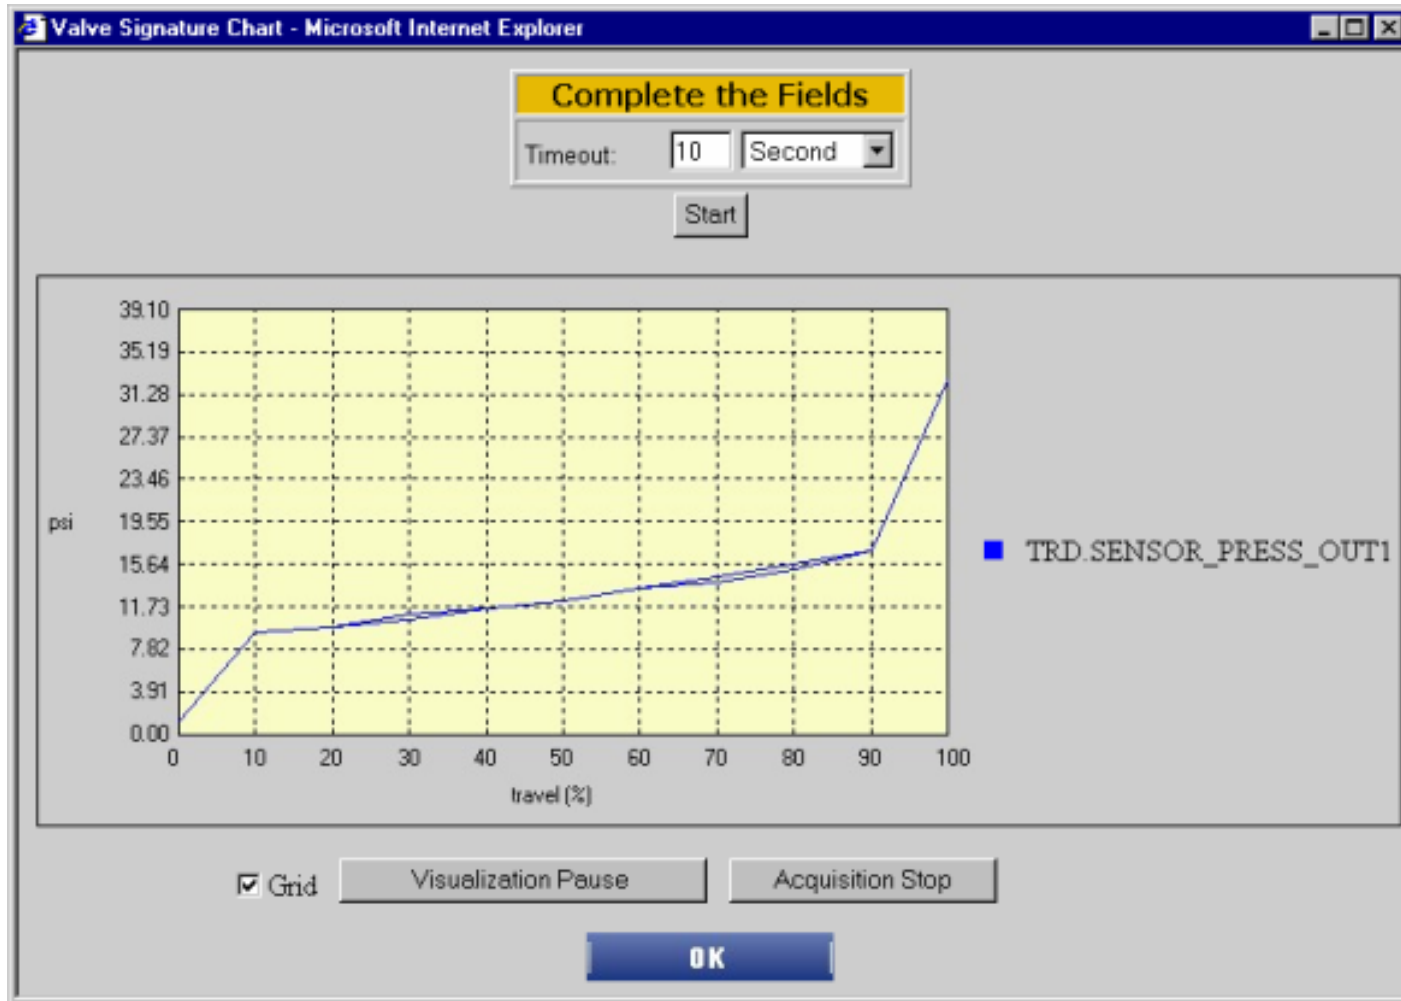 Valve Signature Chart - Microsoft Internet Explorer
Complete the Fields
Timeout: 10 Second
Start
39.10
35.19
31.28
27.37
23.46
19.55
psi
15.64
TRD.SENSOR_PRESS_OUT1
11.73
7.82
3.91
0.00
0 10 20 30 40 50 60 70 80 90 100
travel (%)
Grid Visualization Pause Acquisition Stop
OK